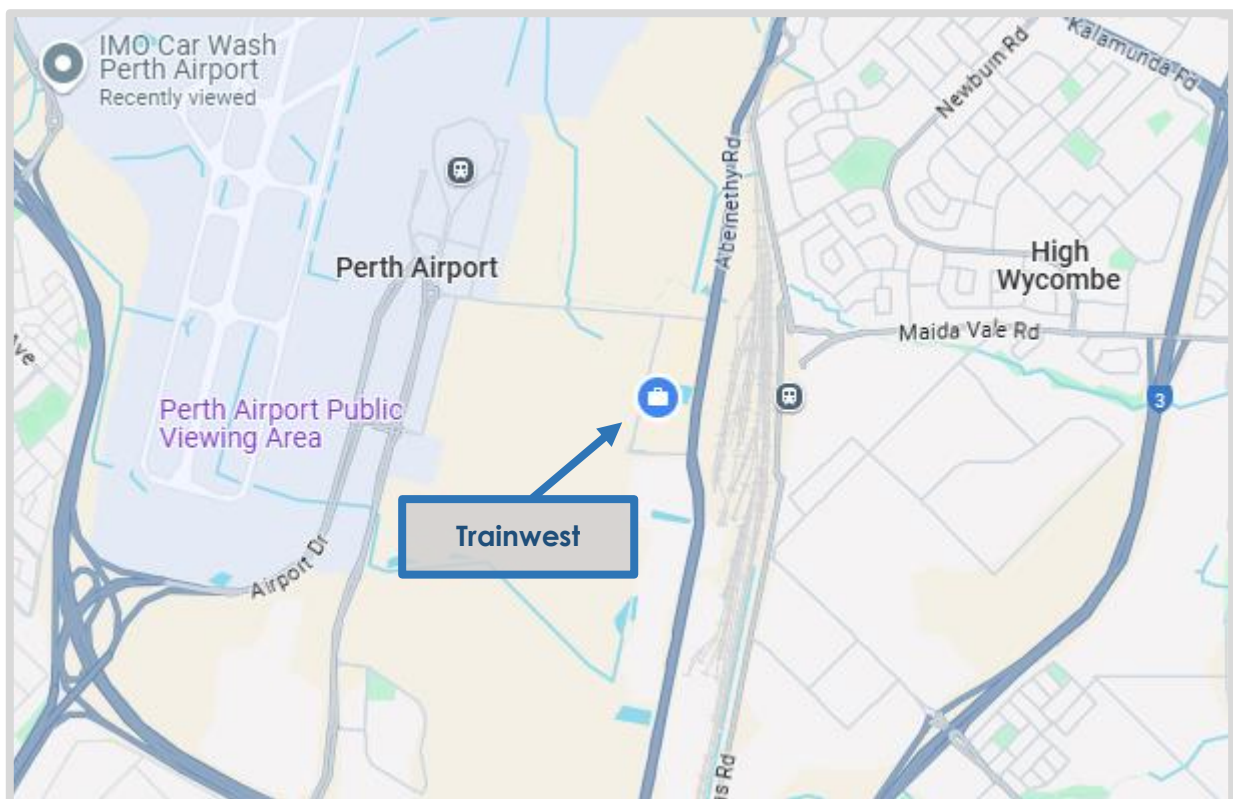 IMO Car Wash
Perth Airport
Recently viewed
Kalamunda Rd
Newburn Rd
Abernethy Rd
Perth Airport
High
Wycombe
Maida Vale Rd
3
Perth Airport Public
Viewing Area
Trainwest
Airport Dr